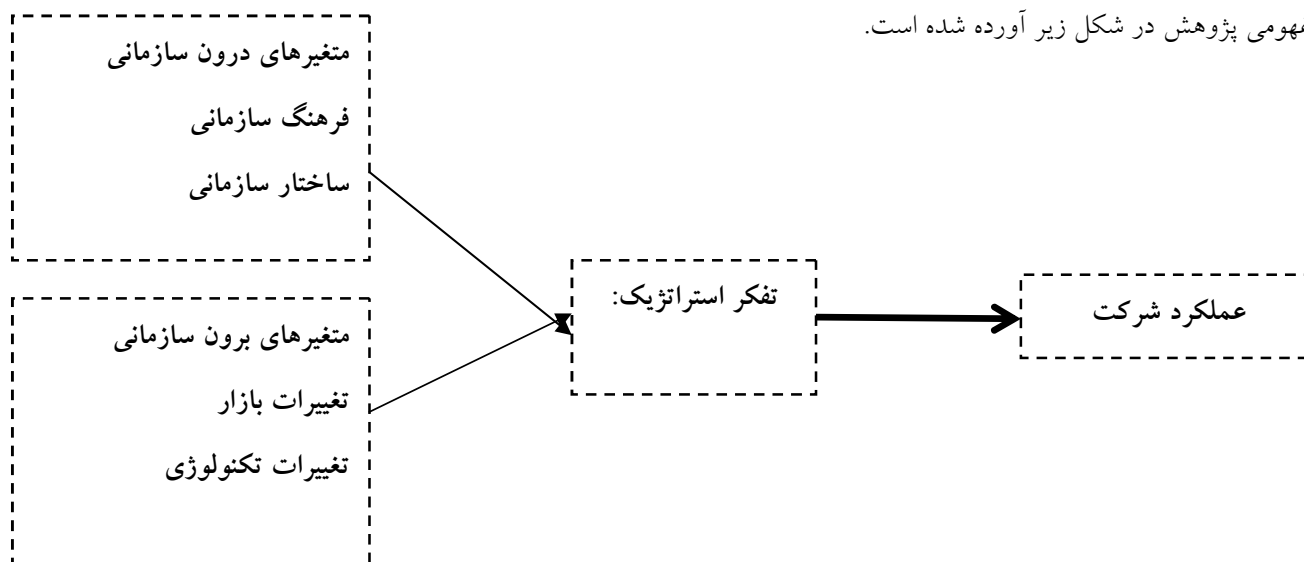 پژوهش در شکل زیر آورده شده است.
متغیرهای درون سازمانی
فرهنگ سازمانی
ساختار سازمانی
تفکر استراتژیک:
عملکرد شرکت
متغیرهای برون سازمانی
تغییرات بازار
تغییرات تکنولوژی